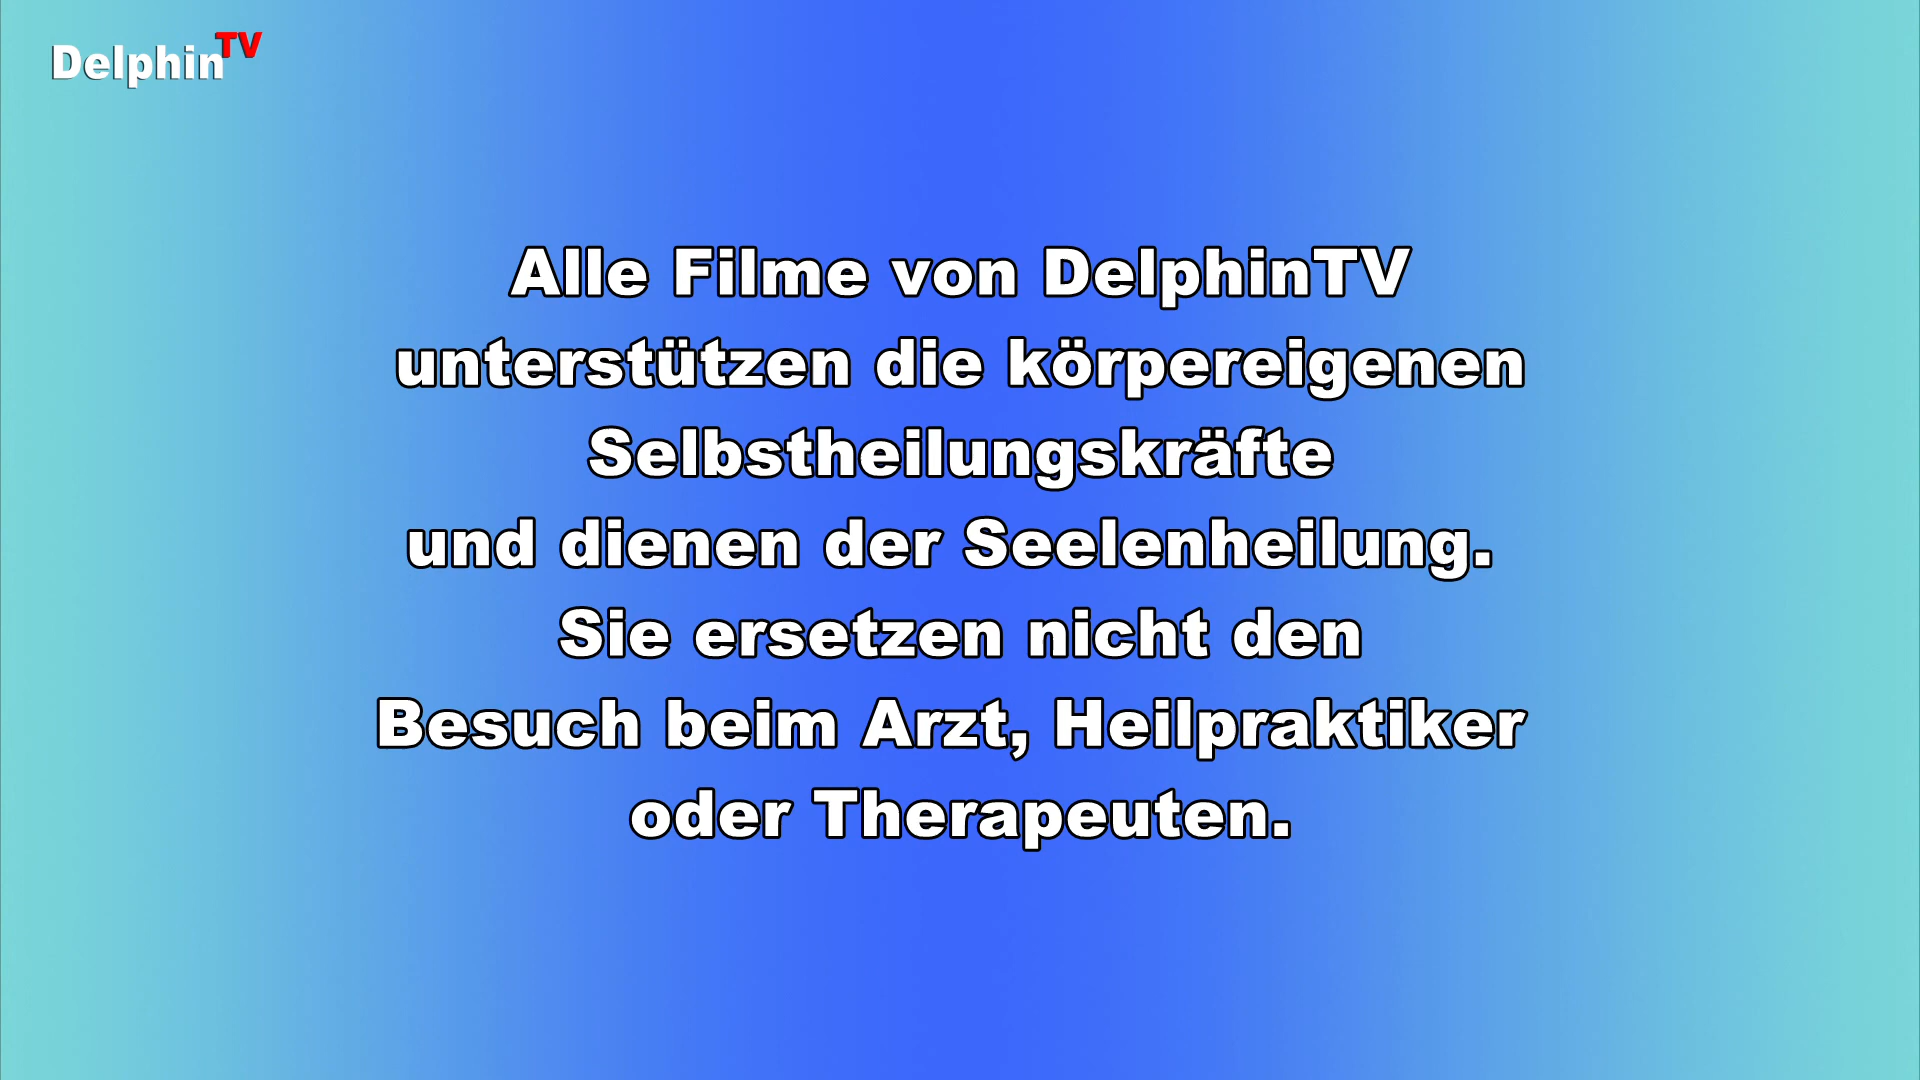 DelphinTV
Alle Filme von DelphinTV
unterstützen die körpereigenen
Selbstheilungskräfte
und dienen der Seelenheilung.
Sie ersetzen nicht den
Besuch beim Arzt, Heilpraktiker
oder Therapeuten.